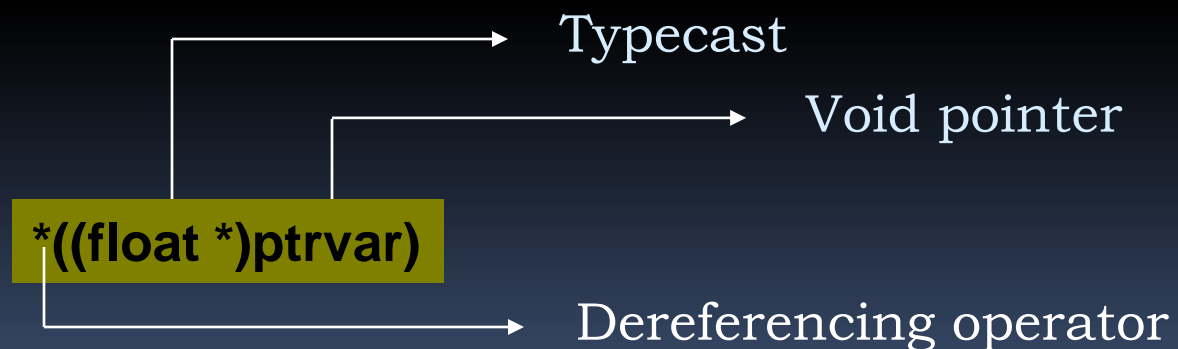 Typecast
Void pointer
*((float *)ptrvar)
Dereferencing operator